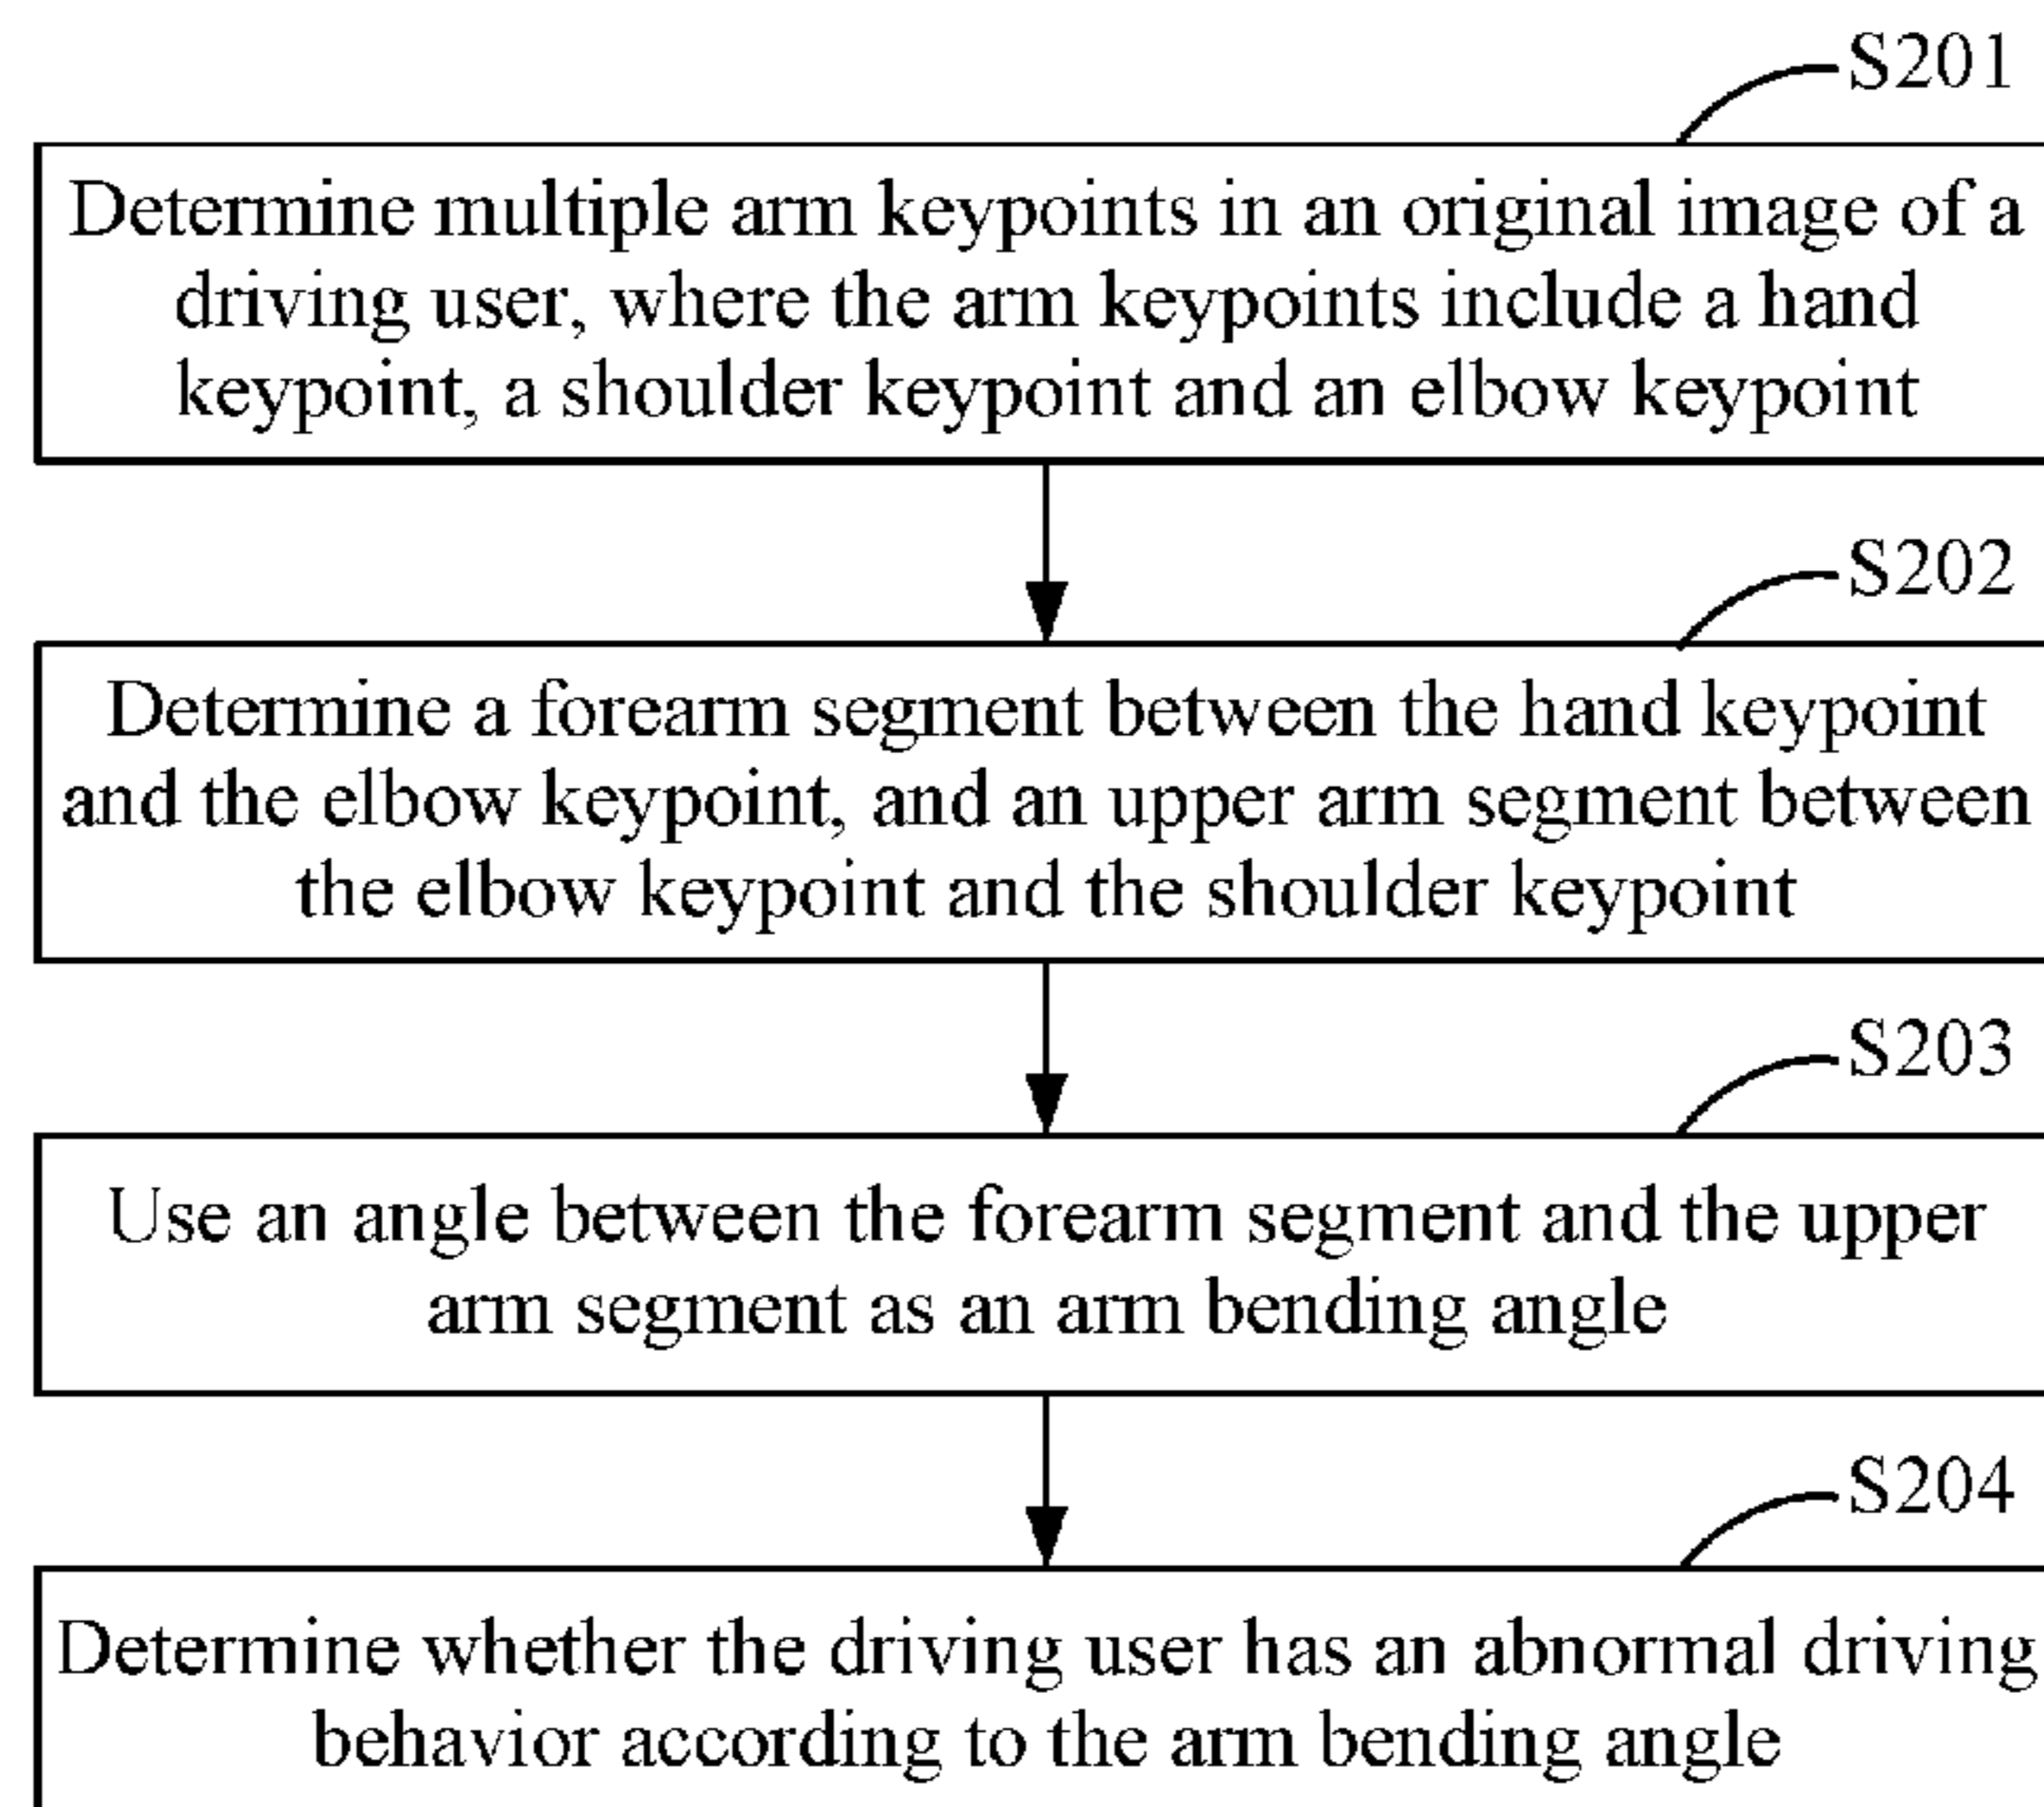 S201
Determine multiple arm keypoints in an original image of a
driving user, where the arm keypoints include a hand
keypoint, a shoulder keypoint and an elbow keypoint
S202
Determine a forearm segment between the hand keypoint
and the elbow keypoint, and an upper arm segment between
the elbow keypoint and the shoulder keypoint
S203
Use an angle between the forearm segment and the upper
arm segment as an arm bending angle
S204
Determine whether the driving user has an abnormal driving
behavior according to the arm bending angle